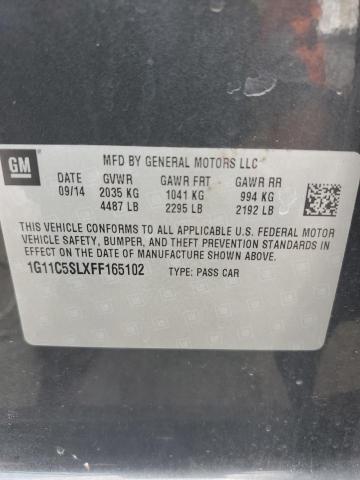 GM
MFD BY GENERAL MOTORS LLC
DATE GVWR GAWR FRT GAWR RR
09/14 2035 KG 1041 KG 994 KG
4487 LB 2295 LB 2192 LB
THIS VEHICLE CONFORMS TO ALL APPLICABLE U.S. FEDERAL MOTOR
VEHICLE SAFETY, BUMPER, AND THEFT PREVENTION STANDARDS IN
EFFECT ON THE DATE OF MANUFACTURE SHOWN ABOVE.
1G11C5SLXFF165102 TYPE: PASS CAR